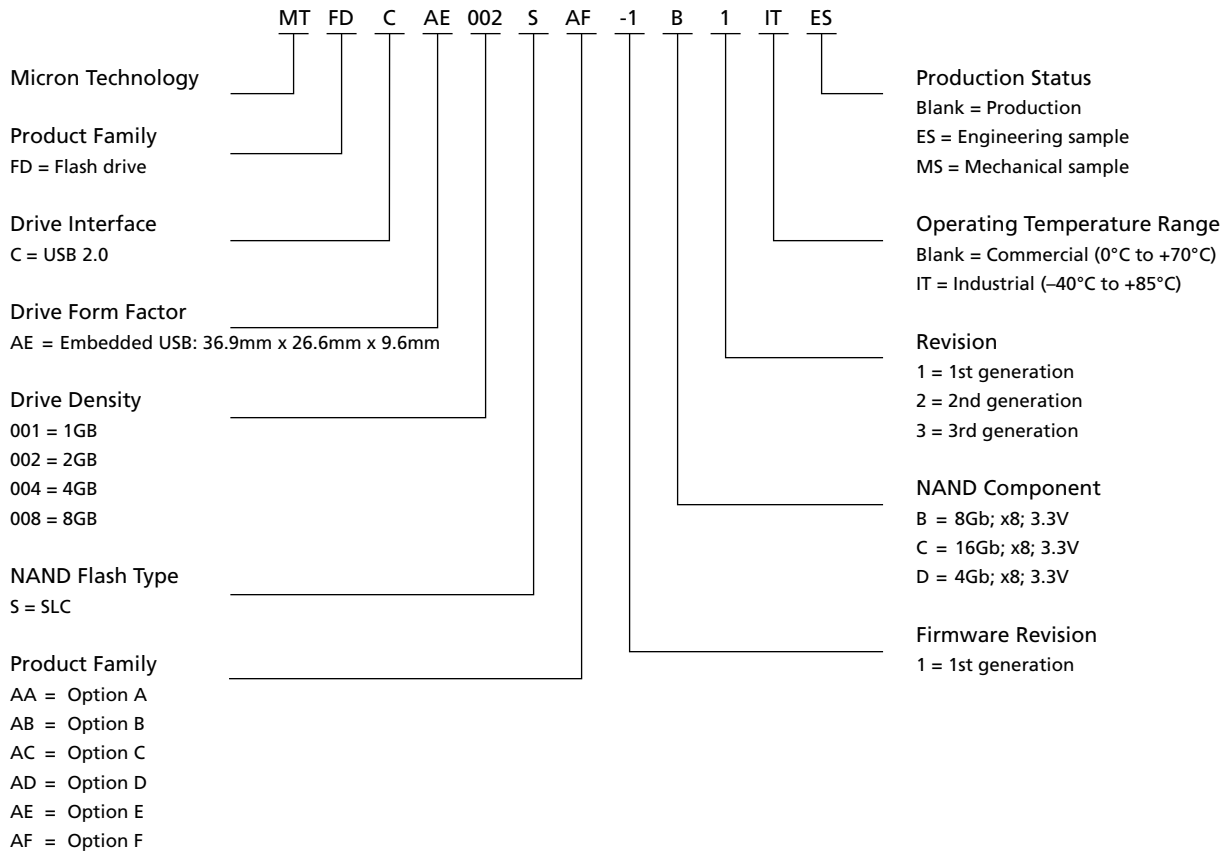 MT FD C AE 002 S AF -1 B 1 IT ES
Micron Technology
Product Family
FD = Flash drive
Drive Interface
C = USB 2.0
Drive Form Factor
AE = Embedded USB: 36.9mm x 26.6mm x 9.6mm
Drive Density
001 = 1GB
002 = 2GB
004 = 4GB
008 = 8GB
NAND Flash Type
S = SLC
Product Family
AA = Option A
AB = Option B
AC = Option C
AD = Option D
AE = Option E
AF = Option F
Production Status
Blank = Production
ES = Engineering sample
MS = Mechanical sample
Operating Temperature Range
Blank = Commercial (0°C to +70°C)
IT = Industrial (–40°C to +85°C)
Revision
1 = 1st generation
2 = 2nd generation
3 = 3rd generation
NAND Component
B = 8Gb; x8; 3.3V
C = 16Gb; x8; 3.3V
D = 4Gb; x8; 3.3V
Firmware Revision
1 = 1st generation